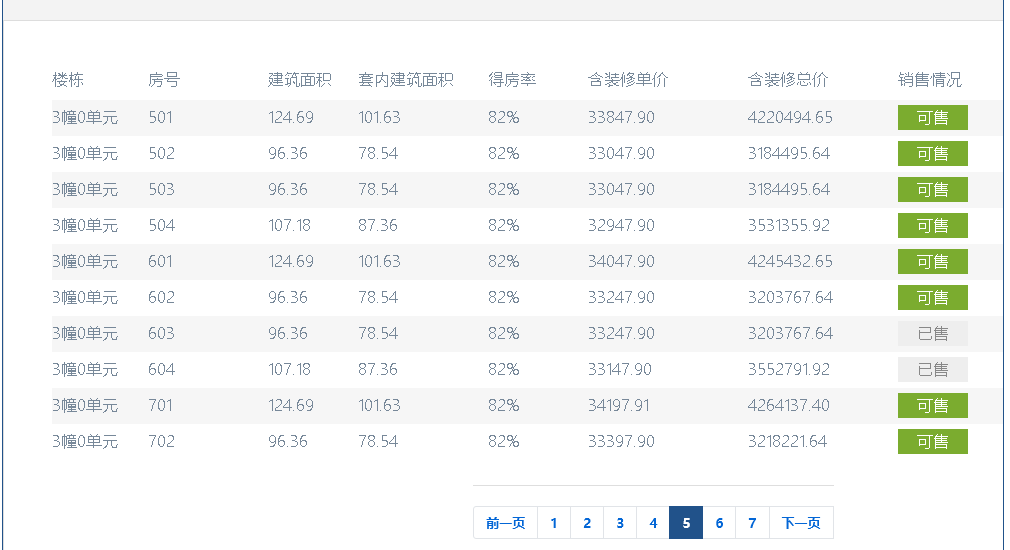 楼栋 房号 建筑面积 套内建筑面积 得房率 含装修单价 含装修总价 销售情况
3幢0单元 501 124.69 101.63 82% 33847.90 4220494.65 可售
3幢0单元 502 96.36 78.54 82% 33047.90 3184495.64 可售
3幢0单元 503 96.36 78.54 82% 33047.90 3184495.64 可售
3幢0单元 504 107.18 87.36 82% 32947.90 3531355.92 可售
3幢0单元 601 124.69 101.63 82% 34047.90 4245432.65 可售
3幢0单元 602 96.36 78.54 82% 33247.90 3203767.64 可售
3幢0单元 603 96.36 78.54 82% 33247.90 3203767.64 已售
3幢0单元 604 107.18 87.36 82% 33147.90 3552791.92 已售
3幢0单元 701 124.69 101.63 82% 34197.91 4264137.40 可售
3幢0单元 702 96.36 78.54 82% 33397.90 3218221.64 可售
前一页 1 2 3 4 5 6 7 下一页